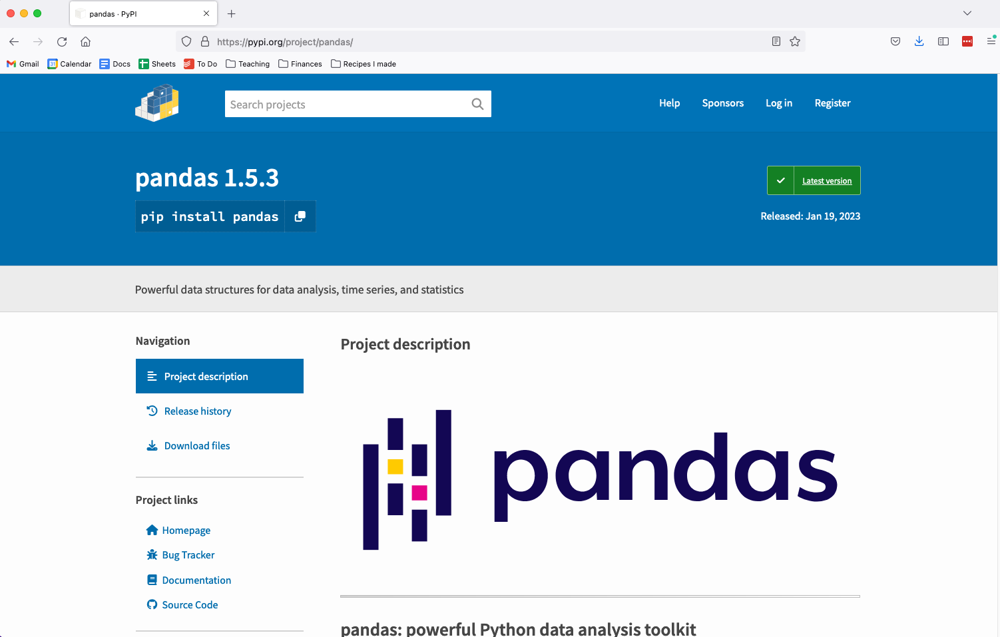 pandas · PyPI
https://pypi.org/project/pandas/
Gmail Calendar Docs Sheets To Do Teaching Finances Recipes I made
Search projects
Help Sponsors Log in Register
pandas 1.5.3
Latest version
pip install pandas
Released: Jan 19, 2023
Powerful data structures for data analysis, time series, and statistics
Navigation
Project description
Release history
Download files
Project links
Homepage
Bug Tracker
Documentation
Source Code
Project description
pandas
pandas: powerful Python data analysis toolkit